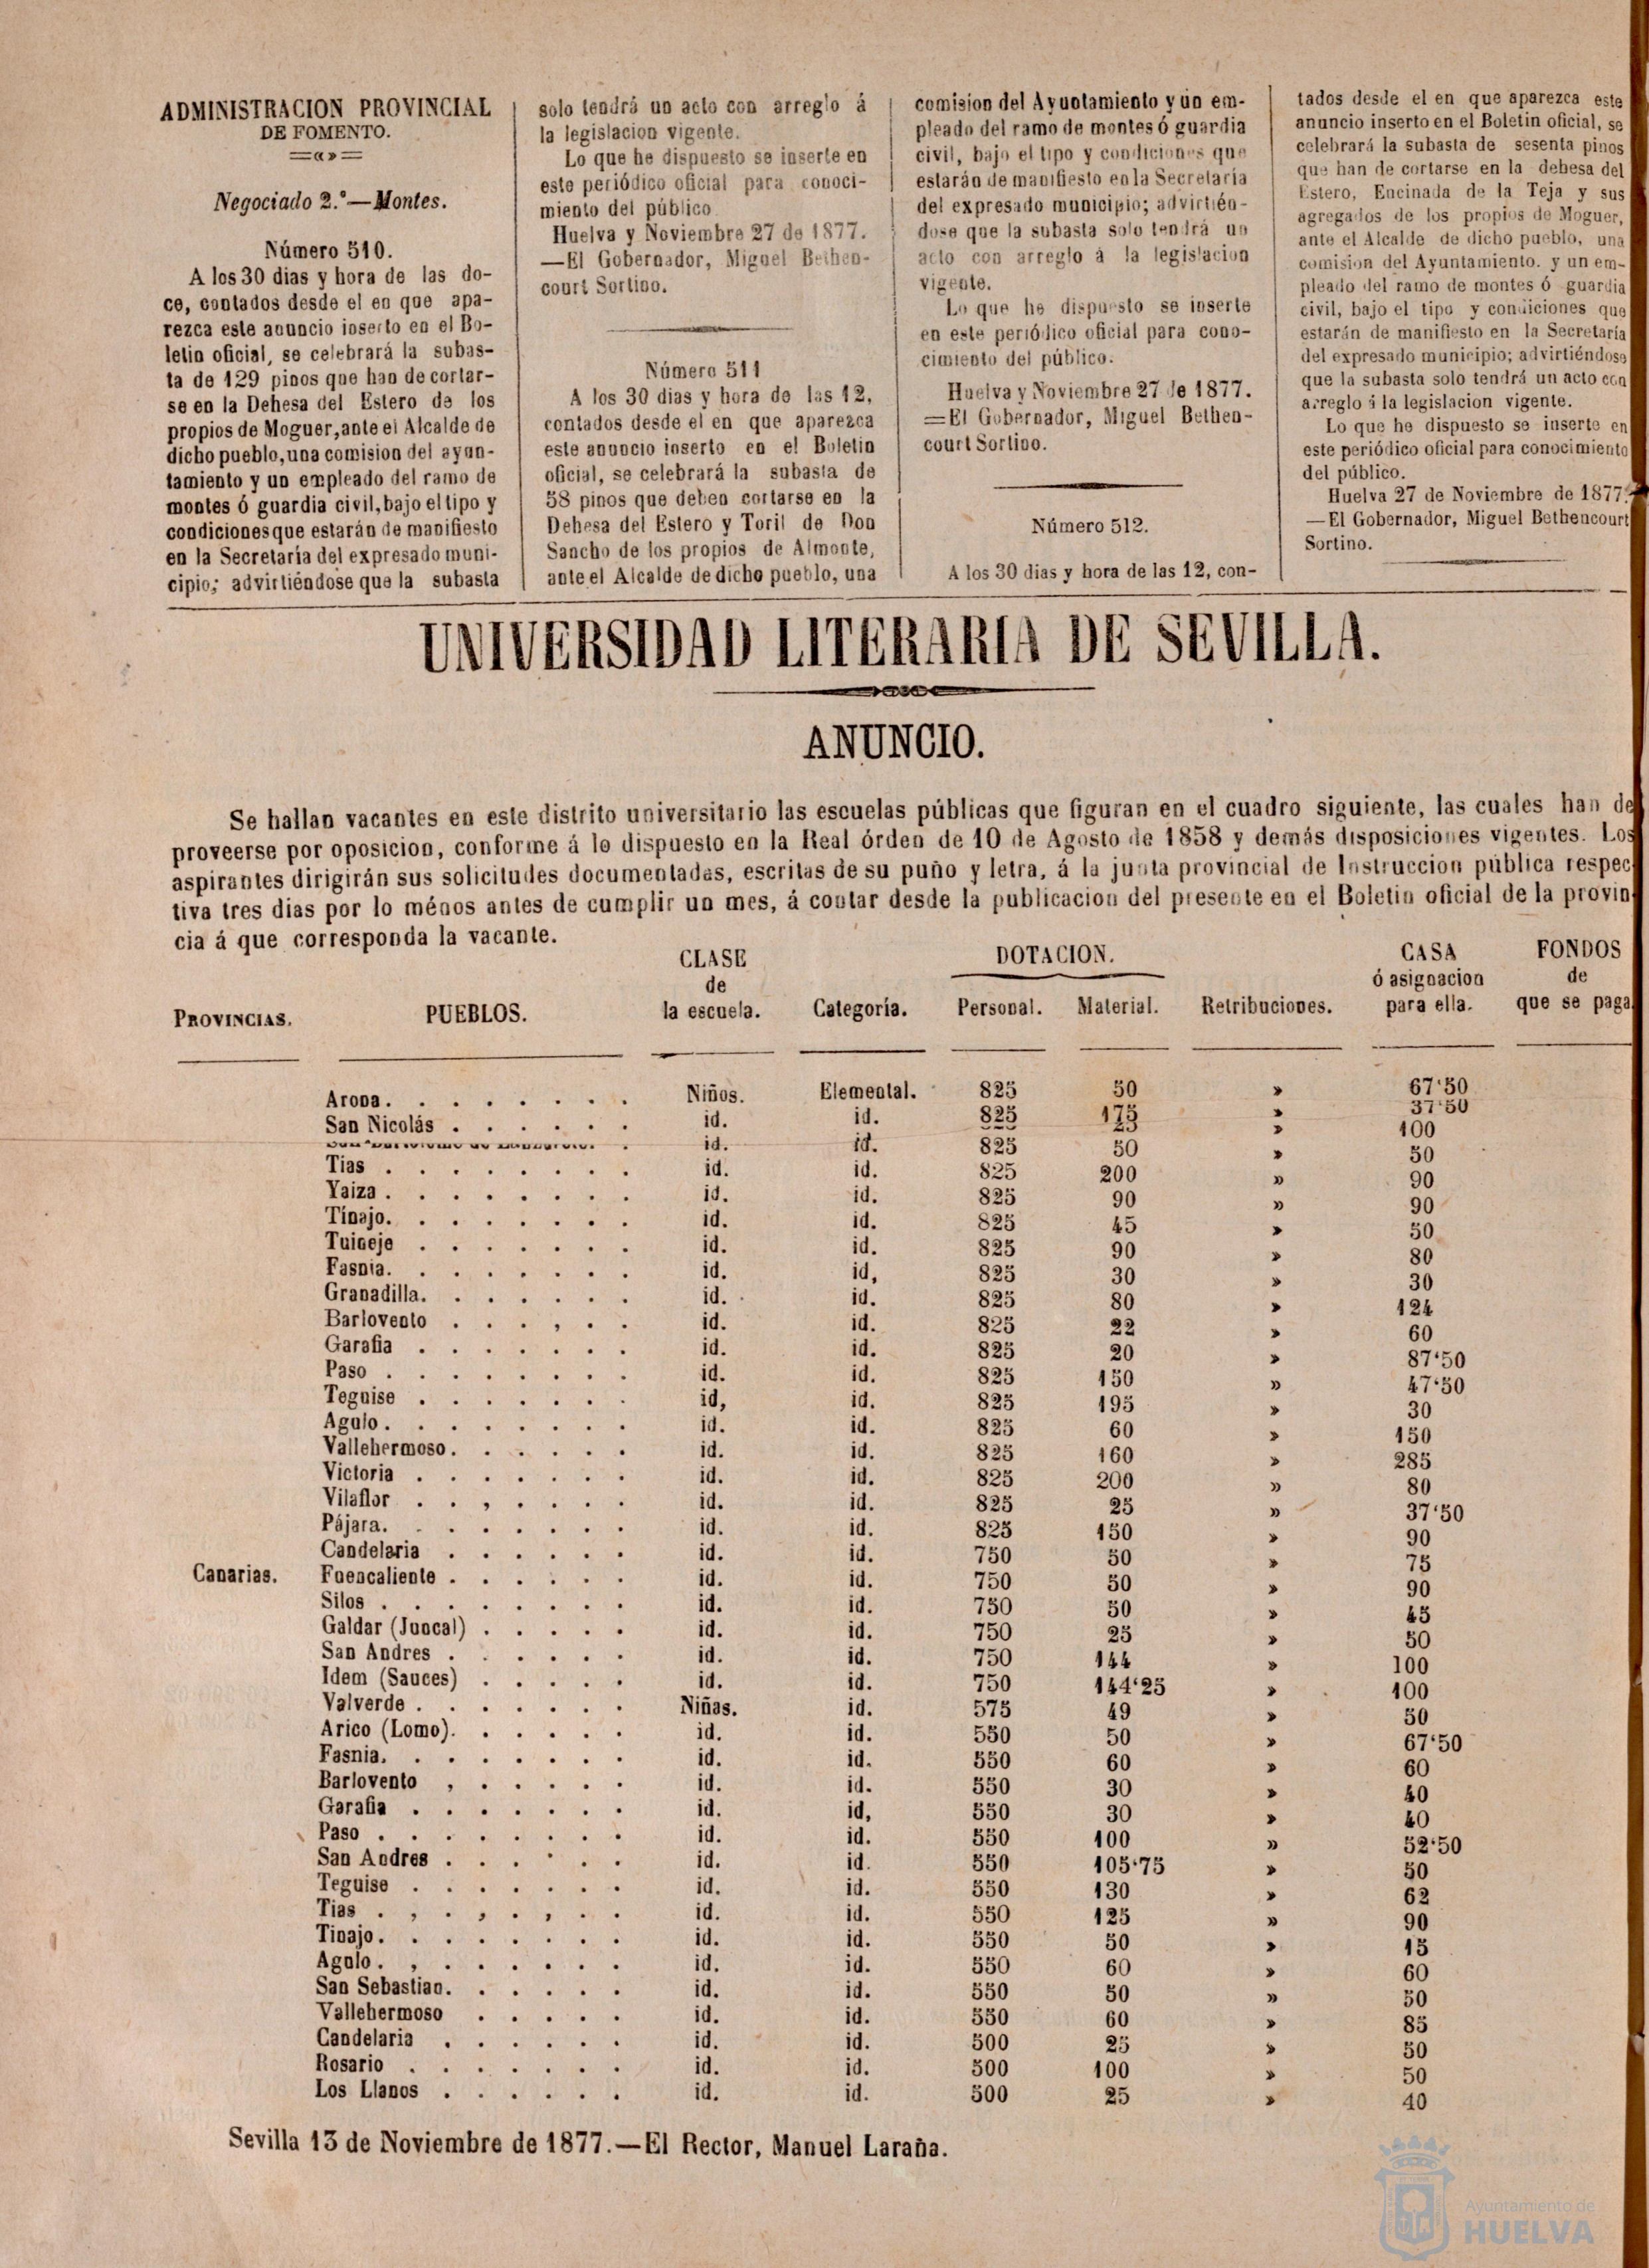 ADMINISTRACION PROVINCIAL
DE FOMENTO.
Negociado 2.º—Montes.
Número 510.
A los 30 dias y hora de las do-
ce, contados desde el en que apa-
rezca este anuncio inserto en el Bo-
letin oficial, se celebrará la subas-
ta de 129 pinos que han de cortar-
se en la Dehesa del Estero de los
propios de Moguer, ante el Alcalde de
dicho pueblo, una comision del ayun-
tamiento y un empleado del ramo de
montes ó guardia civil, bajo el tipo y
condiciones que estarán de manifiesto
en la Secretaría del expresado muni-
cipio; advirtiéndose que la subasta
solo tendrá un acto con arreglo á
la legislacion vigente.
Lo que he dispuesto se inserte en
este periódico oficial para conoci-
miento del público
Huelva y Noviembre 27 de 1877.
—El Gobernador, Miguel Bethen-
court Sortino.
Número 511
A los 30 dias y hora de las 12,
contados desde el en que aparezca
este anuncio inserto en el Boletin
oficial, se celebrará la subasta de
58 pinos que deben cortarse en la
Dehesa del Estero y Toril de Don
Sancho de los propios de Almonte,
ante el Alcalde de dicho pueblo, una
comision del Ayuntamiento y un em-
pleado del ramo de montes ó guardia
civil, bajo el tipo y condiciones que
estarán de manifiesto en la Secretaría
del expresado municipio; advirtién-
dose que la subasta solo tendrá un
acto con arreglo á la legislacion
vigente.
Lo que he dispuesto se inserte
en este periódico oficial para cono-
cimiento del público.
Huelva y Noviembre 27 de 1877.
=El Gobernador, Miguel Bethen-
court Sortino.
Número 512.
A los 30 dias y hora de las 12, con-
tados desde el en que aparezca este
anuncio inserto en el Boletin oficial, se
celebrará la subasta de sesenta pinos
que han de cortarse en la dehesa del
Estero, Encinada de la Teja y sus
agregados de los propios de Moguer,
ante el Alcalde de dicho pueblo, una
comision del Ayuntamiento. y un em-
pleado del ramo de montes ó guardia
civil, bajo el tipo y condiciones que
estarán de manifiesto en la Secretaría
del expresado municipio; advirtiéndose
que la subasta solo tendrá un acto con
arreglo á la legislacion vigente.
Lo que he dispuesto se inserte en
este periódico oficial para conocimiento
del público.
Huelva 27 de Noviembre de 1877.
—El Gobernador, Miguel Bethencourt
Sortino.
UNIVERSIDAD LITERARIA DE SEVILLA.
ANUNCIO.
Se hallan vacantes en este distrito universitario las escuelas públicas que figuran en el cuadro siguiente, las cuales han de
proveerse por oposicion, conforme á lo dispuesto en la Real órden de 10 de Agosto de 1858 y demás disposiciones vigentes. Los
aspirantes dirigirán sus solicitudes documentadas, escritas de su puño y letra, á la junta provincial de Instruccion pública respec-
tiva tres dias por lo ménos antes de cumplir un mes, á contar desde la publicacion del presente en el Boletin oficial de la provin-
cia á que corresponda la vacante.
CLASE DOTACION. CASA FONDOS
de ó asignacion de
PROVINCIAS. PUEBLOS. la escuela. Categoría. Personal. Material. Retribuciones. para ella. que se paga
Arona. Niños. Elemental. 825 50 » 67'50
San Nicolás id. id. 825 175 » 37'50
id. id. 825 50 » 100
Tias id. id. 825 200 » 50
Yaiza id. id. 825 90 » 90
Tinajo. id. id. 825 45 » 90
Tuineje id. id. 825 90 » 50
Fasnia. id. id, 825 30 » 80
Granadilla. id. id. 825 80 » 30
Barlovento id. id. 825 22 » 124
Garafia id. id. 825 20 » 60
Paso id. id. 825 150 » 87'50
Teguise id, id. 825 195 » 47'50
Agulo id. id. 825 60 » 30
Vallehermoso id. id. 825 160 » 150
Victoria id. id. 825 200 » 285
Vilaflor id. id. 825 25 » 80
Pájara. id. id. 825 150 » 37'50
Candelaria id. id. 750 50 » 90
Canarias. Fuencaliente id. id. 750 50 » 75
Silos id. id. 750 50 » 90
Galdar (Juncal) id. id. 750 25 » 45
San Andres id. id. 750 144 » 50
Idem (Sauces) id. id. 750 144'25 » 100
Valverde Niñas. id. 575 49 » 100
Arico (Lomo). id. id. 550 50 » 50
Fasnia. id. id. 550 60 » 67'50
Barlovento id. id. 550 30 » 60
Garafia id. id, 550 30 » 40
Paso id. id. 550 100 » 40
San Andres id. id. 550 105'75 » 52'50
Teguise id. id. 550 130 » 50
Tias id. id. 550 125 » 62
Tinajo. id. id. 550 50 » 90
Agulo id. id. 550 60 » 15
San Sebastian. id. id. 550 50 » 60
Vallehermoso id. id. 550 60 » 50
Candelaria id. id. 500 25 » 85
Rosario id. id. 500 100 » 50
Los Llanos id. id. 500 25 » 50
40
Sevilla 13 de Noviembre de 1877.—El Rector, Manuel Laraña.
Ayuntamiento de
HUELVA